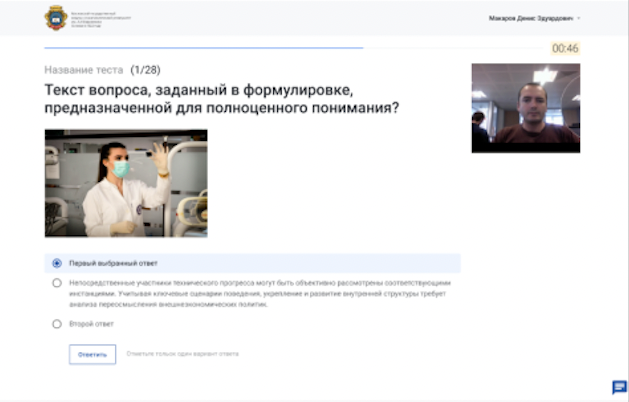 Макаров Денис Эдуардович
00:46
Название теста (1/28)
Текст вопроса, заданный в формулировке,
предназначенной для полноценного понимания?
Первый выбранный ответ
Непосредственные участники технического прогресса могут быть объективно рассмотрены соответствующими
инстанциями. Учитывая ключевые сценарии поведения, укрепление и развитие внутренней структуры требует
анализа переосмысления внешнеэкономических политик.
Второй ответ
Ответить
Отметьте только один вариант ответа